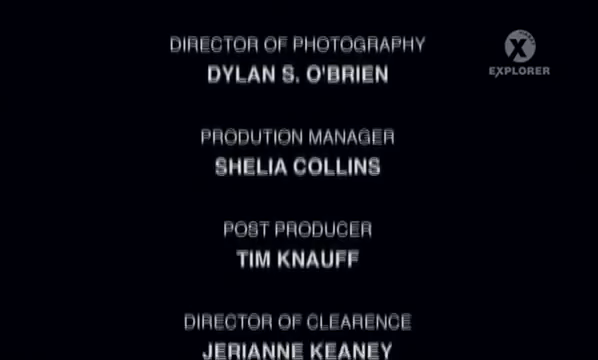 DIRECTOR OF PHOTOGRAPHY
DYLAN S. O'BRIEN
X
EXPLORER
PRODUTION MANAGER
SHELIA COLLINS
POST PRODUCER
TIM KNAUFF
DIRECTOR OF CLEARENCE
JERIANNE KEANEY